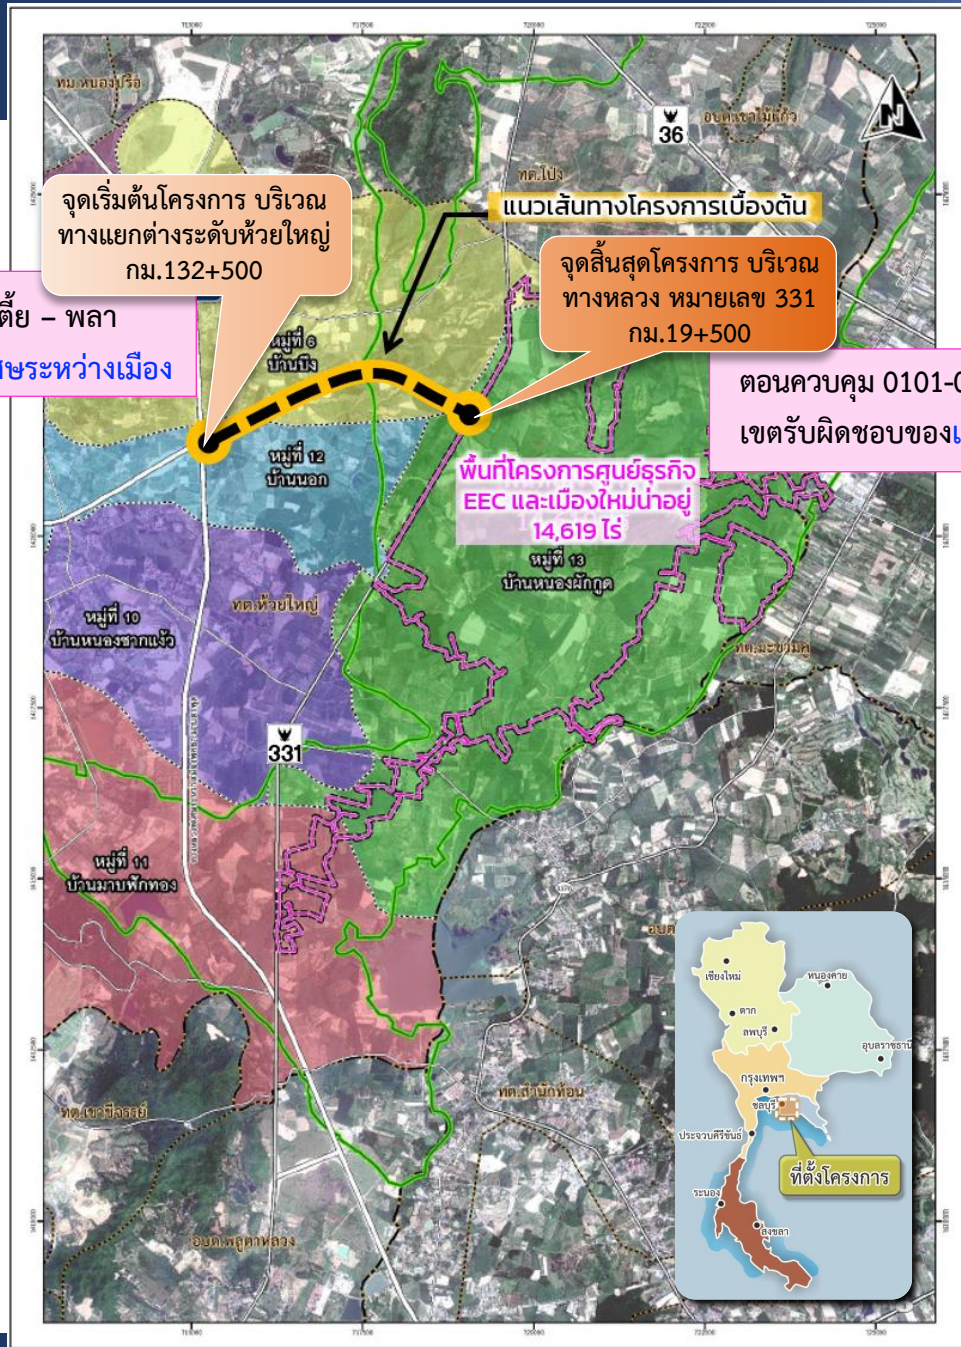 715000 717500 720000 722500 725000
ทม.หนองปรือ
36
อบต.เขาไม้แก้ว
N
ทต.โป่ง
แนวเส้นทางโครงการเบื้องต้น
จุดเริ่มต้นโครงการ บริเวณ
ทางแยกต่างระดับห้วยใหญ่
กม.132+500
จุดสิ้นสุดโครงการ บริเวณ
ทางหลวง หมายเลข 331
กม.19+500
ตี้ย – พลา
ศษระหว่างเมือง
หมู่ที่ 6
บ้านบึง
ตอนควบคุม 0101-0
เขตรับผิดชอบของ
หมู่ที่ 12
บ้านนอก
พื้นที่โครงการศูนย์ธุรกิจ
EEC และเมืองใหม่น่าอยู่
14,619 ไร่
หมู่ที่ 13
บ้านหนองผักกูด
ทต.ห้วยใหญ่
หมู่ที่ 10
บ้านหนองชากแง้ว
ทต.มะขามคู่
331
หมู่ที่ 11
บ้านมาบฟักทอง
อบต
ทต.เขาชีจรรย์
ทต.สำนักท้อน
อบต.พลูตาหลวง
เชียงใหม่
หนองคาย
ตาก
ลพบุรี
อุบลราชธานี
กรุงเทพฯ
ชลบุรี
ประจวบคีรีขันธ์
ที่ตั้งโครงการ
ระนอง
สงขลา
715000 717500 720000 722500 725000